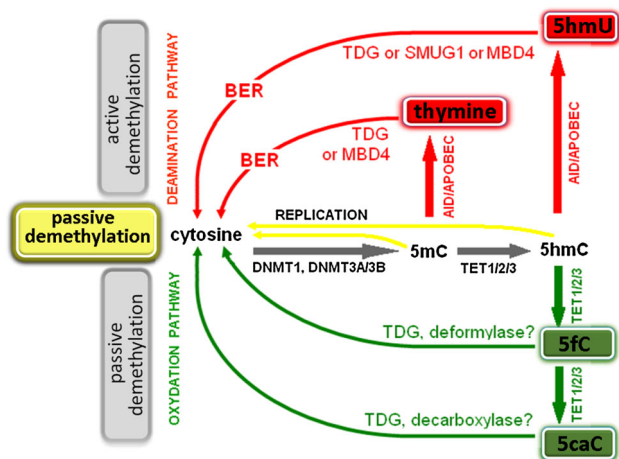 5hmU
TDG or SMUG1 or MBD4
BER
thymine
TDG
or MBD4
BER
AID/APOBEC
AID/APOBEC
active
demethylation
DEAMINATION PATHWAY
passive
demethylation
REPLICATION
cytosine
5mC
5hmC
DNMT1, DNMT3A/3B
TET1/2/3
passive
demethylation
OXYDATION PATHWAY
TET1/2/3
TDG, deformylase?
5fC
TET1/2/3
TDG, decarboxylase?
5caC